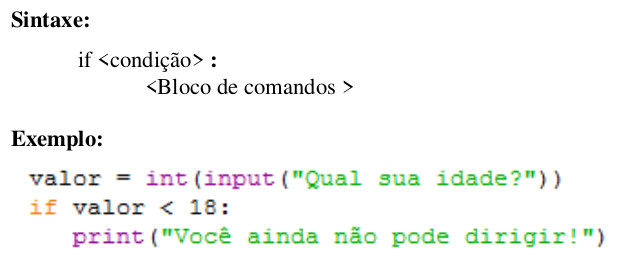 Sintaxe:
if <condição> :
<Bloco de comandos >
Exemplo:
valor = int(input("Qual sua idade?"))
if valor < 18:
print("Você ainda não pode dirigir!")